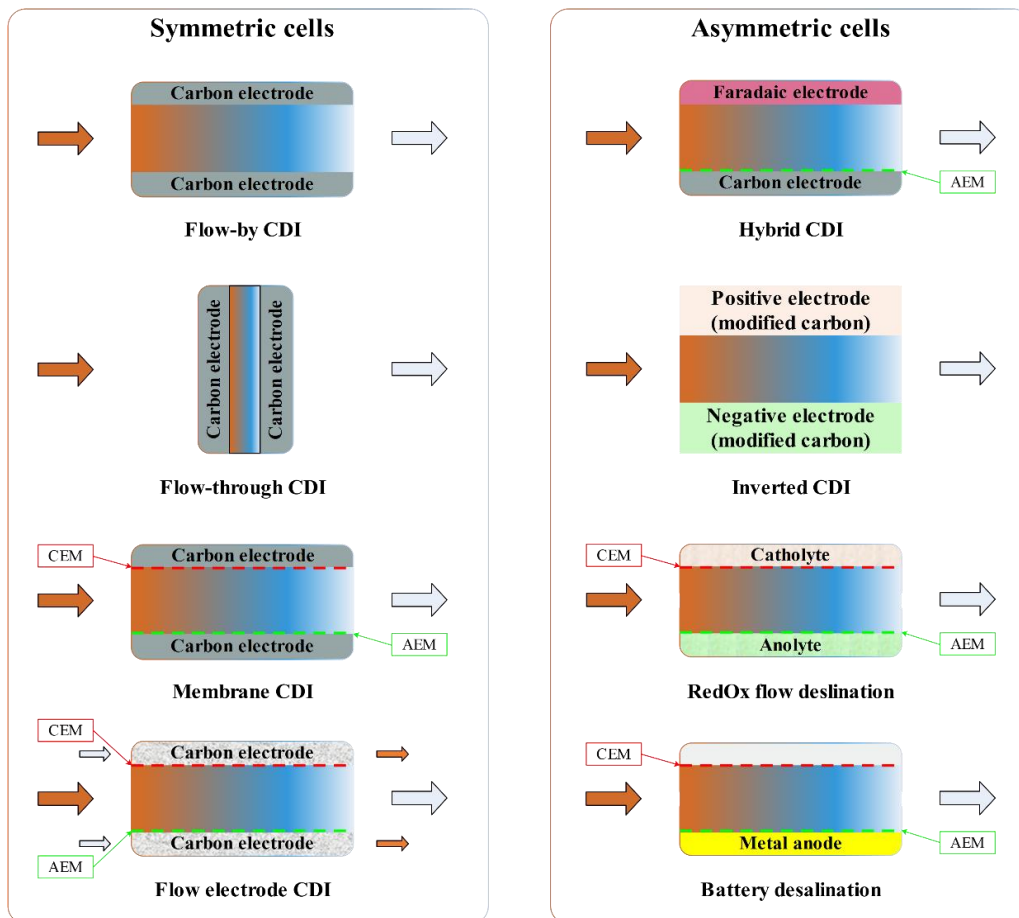 Symmetric cells
Carbon electrode
Carbon electrode
Flow-by CDI
Carbon electrode
Carbon electrode
Flow-through CDI
CEM
Carbon electrode
Carbon electrode
AEM
Membrane CDI
CEM
Carbon electrode
Carbon electrode
AEM
Flow electrode CDI
Asymmetric cells
Faradaic electrode
Carbon electrode
AEM
Hybrid CDI
Positive electrode
(modified carbon)
Negative electrode
(modified carbon)
Inverted CDI
CEM
Catholyte
Anolyte
AEM
RedOx flow deslination
CEM
Metal anode
AEM
Battery desalination